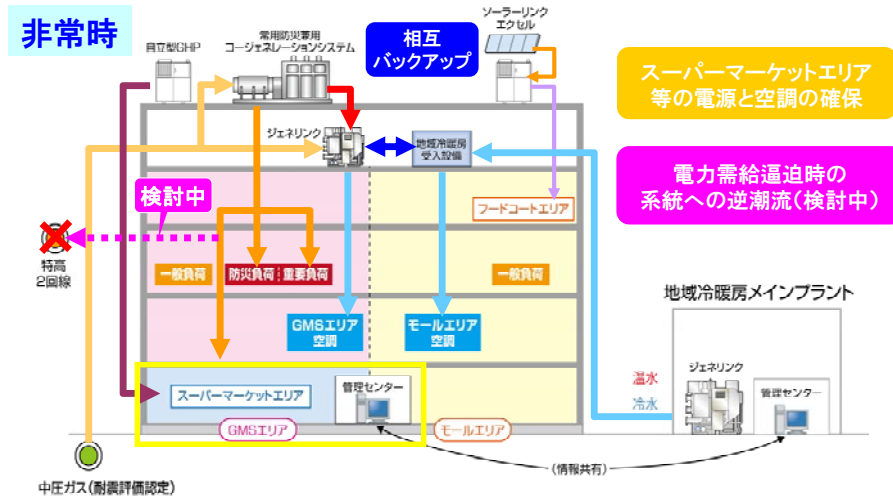 非常時
自立型GHP
常用防災兼用
コージェネレーションシステム
相互
バックアップ
ソーラーリンク
エクセル
スーパーマーケットエリア
等の電源と空調の確保
ジェネリンク
地域冷暖房
受入設備
電力需給逼迫時の
系統への逆潮流(検討中)
検討中
フードコートエリア
特高
2回線
一般負荷
防災負荷
重要負荷
一般負荷
地域冷暖房メインプラント
GMSエリア
空調
モールエリア
空調
ジェネリンク
温水
冷水
管理センター
スーパーマーケットエリア
管理センター
GMSエリア
モールエリア
(情報共有)
中圧ガス(耐震評価認定)